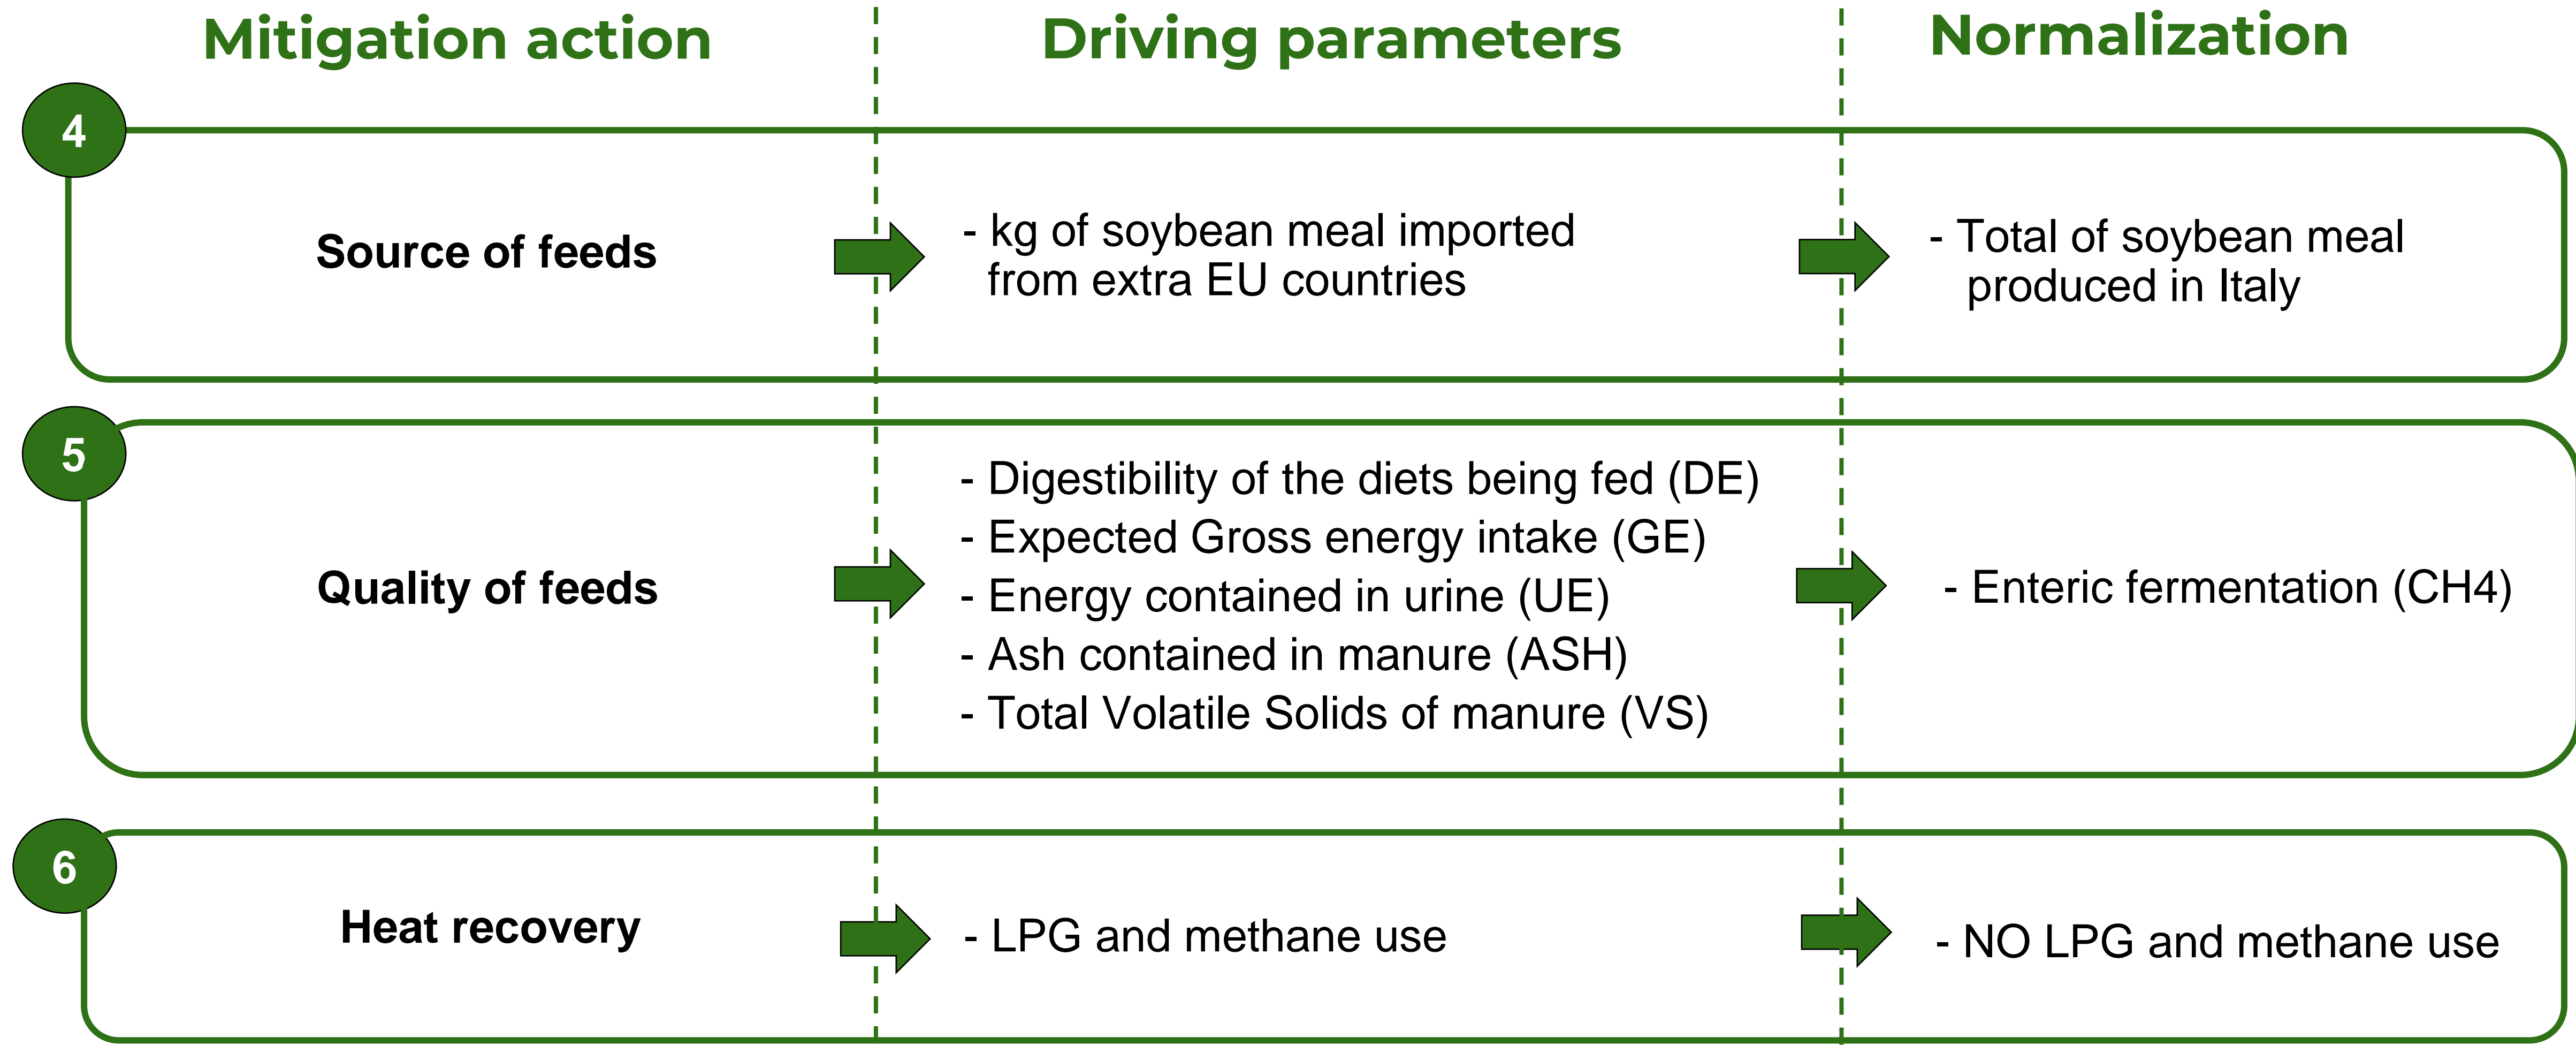 Mitigation action
Driving parameters
Normalization
4
Source of feeds
- kg of soybean meal imported
from extra EU countries
- Total of soybean meal
produced in Italy
5
Quality of feeds
- Digestibility of the diets being fed (DE)
- Expected Gross energy intake (GE)
- Energy contained in urine (UE)
- Ash contained in manure (ASH)
- Total Volatile Solids of manure (VS)
- Enteric fermentation (CH4)
6
Heat recovery
- LPG and methane use
- NO LPG and methane use